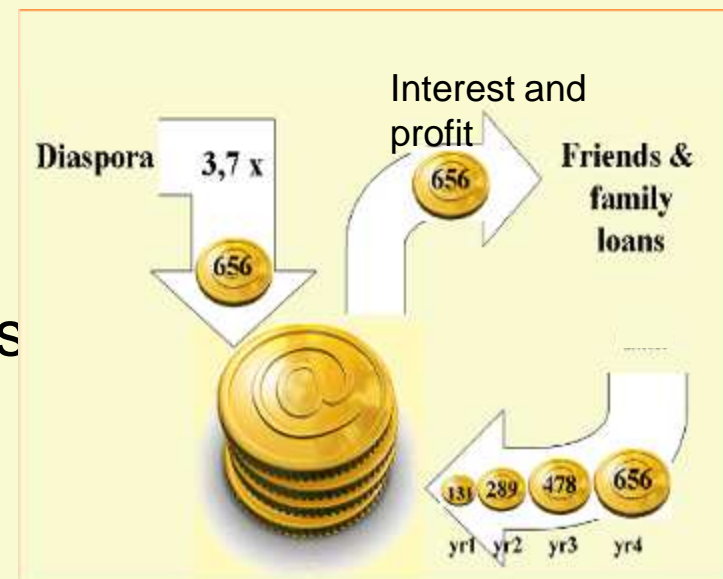 Interest and
profit
Diaspora
3,7 x
656
656
Friends &
family
loans
s
131 289 478 656
yr1 yr2 yr3 yr4